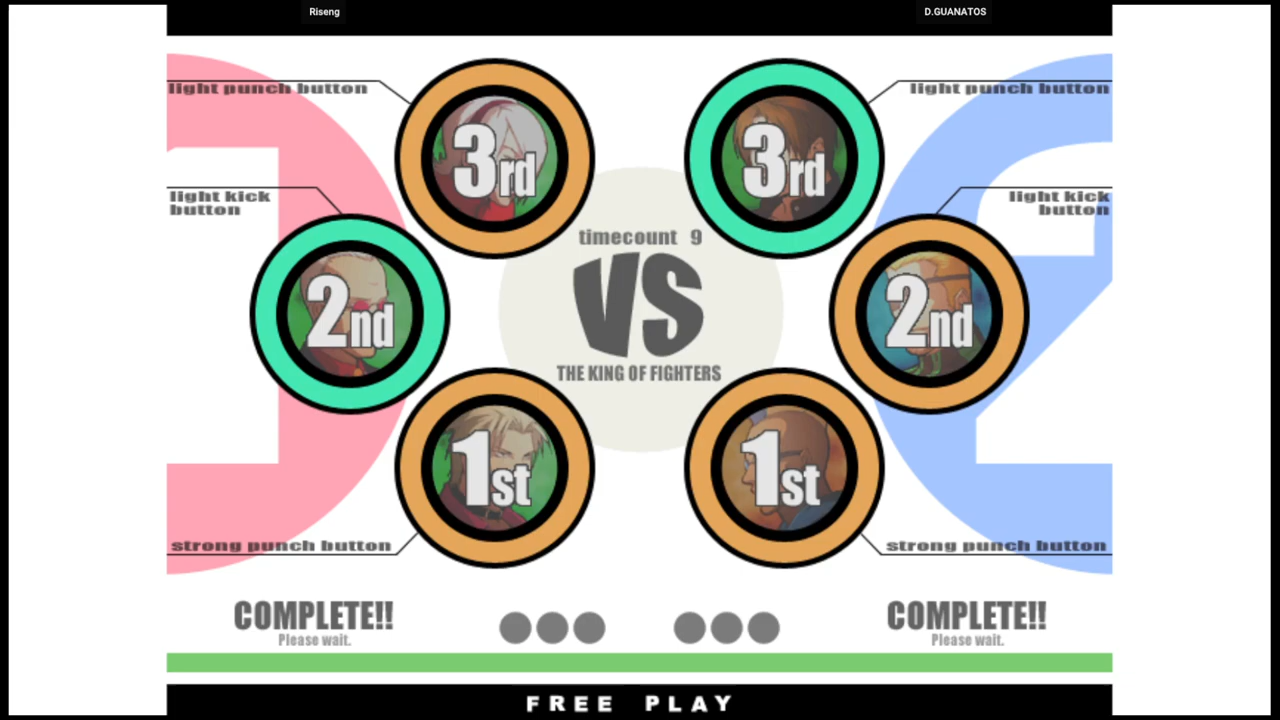 Riseng
D.GUANATOS
light punch button
light punch button
3rd
3rd
light kick
button
light kick
button
timecount 9
VS
THE KING OF FIGHTERS
2nd
2nd
1st
1st
strong punch button
strong punch button
COMPLETE!!
Please wait.
COMPLETE!!
Please wait.
FREE PLAY